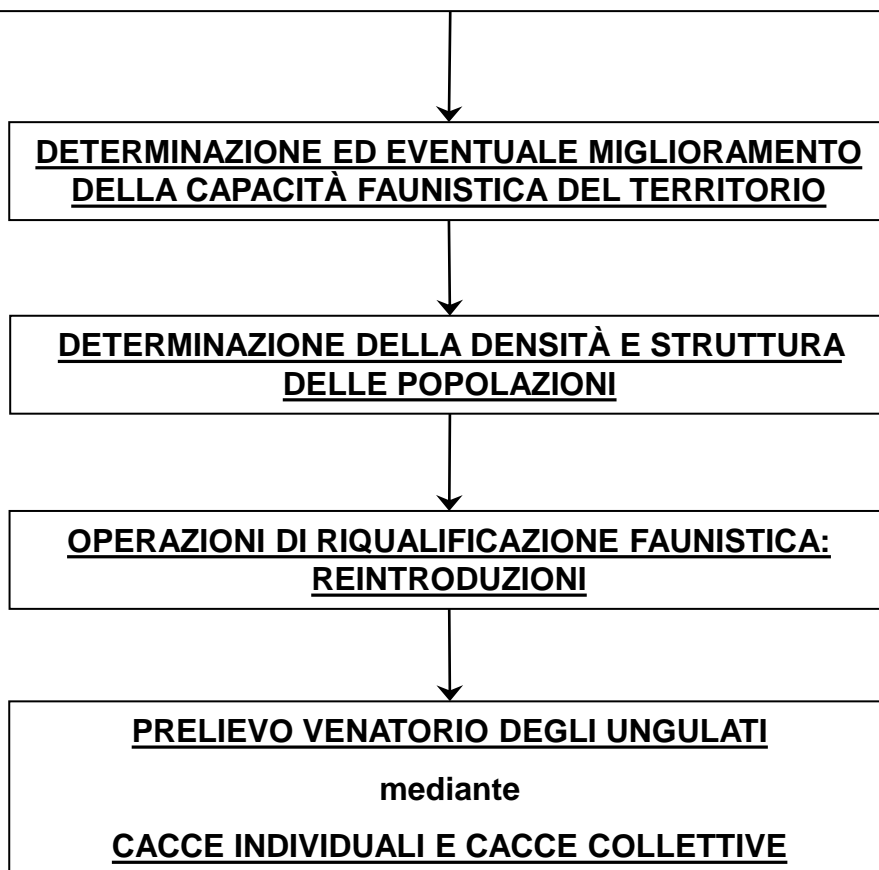 DETERMINAZIONE ED EVENTUALE MIGLIORAMENTO
DELLA CAPACITÀ FAUNISTICA DEL TERRITORIO
DETERMINAZIONE DELLA DENSITÀ E STRUTTURA
DELLE POPOLAZIONI
OPERAZIONI DI RIQUALIFICAZIONE FAUNISTICA:
REINTRODUZIONI
PRELIEVO VENATORIO DEGLI UNGULATI
mediante
CACCE INDIVIDUALI E CACCE COLLETTIVE